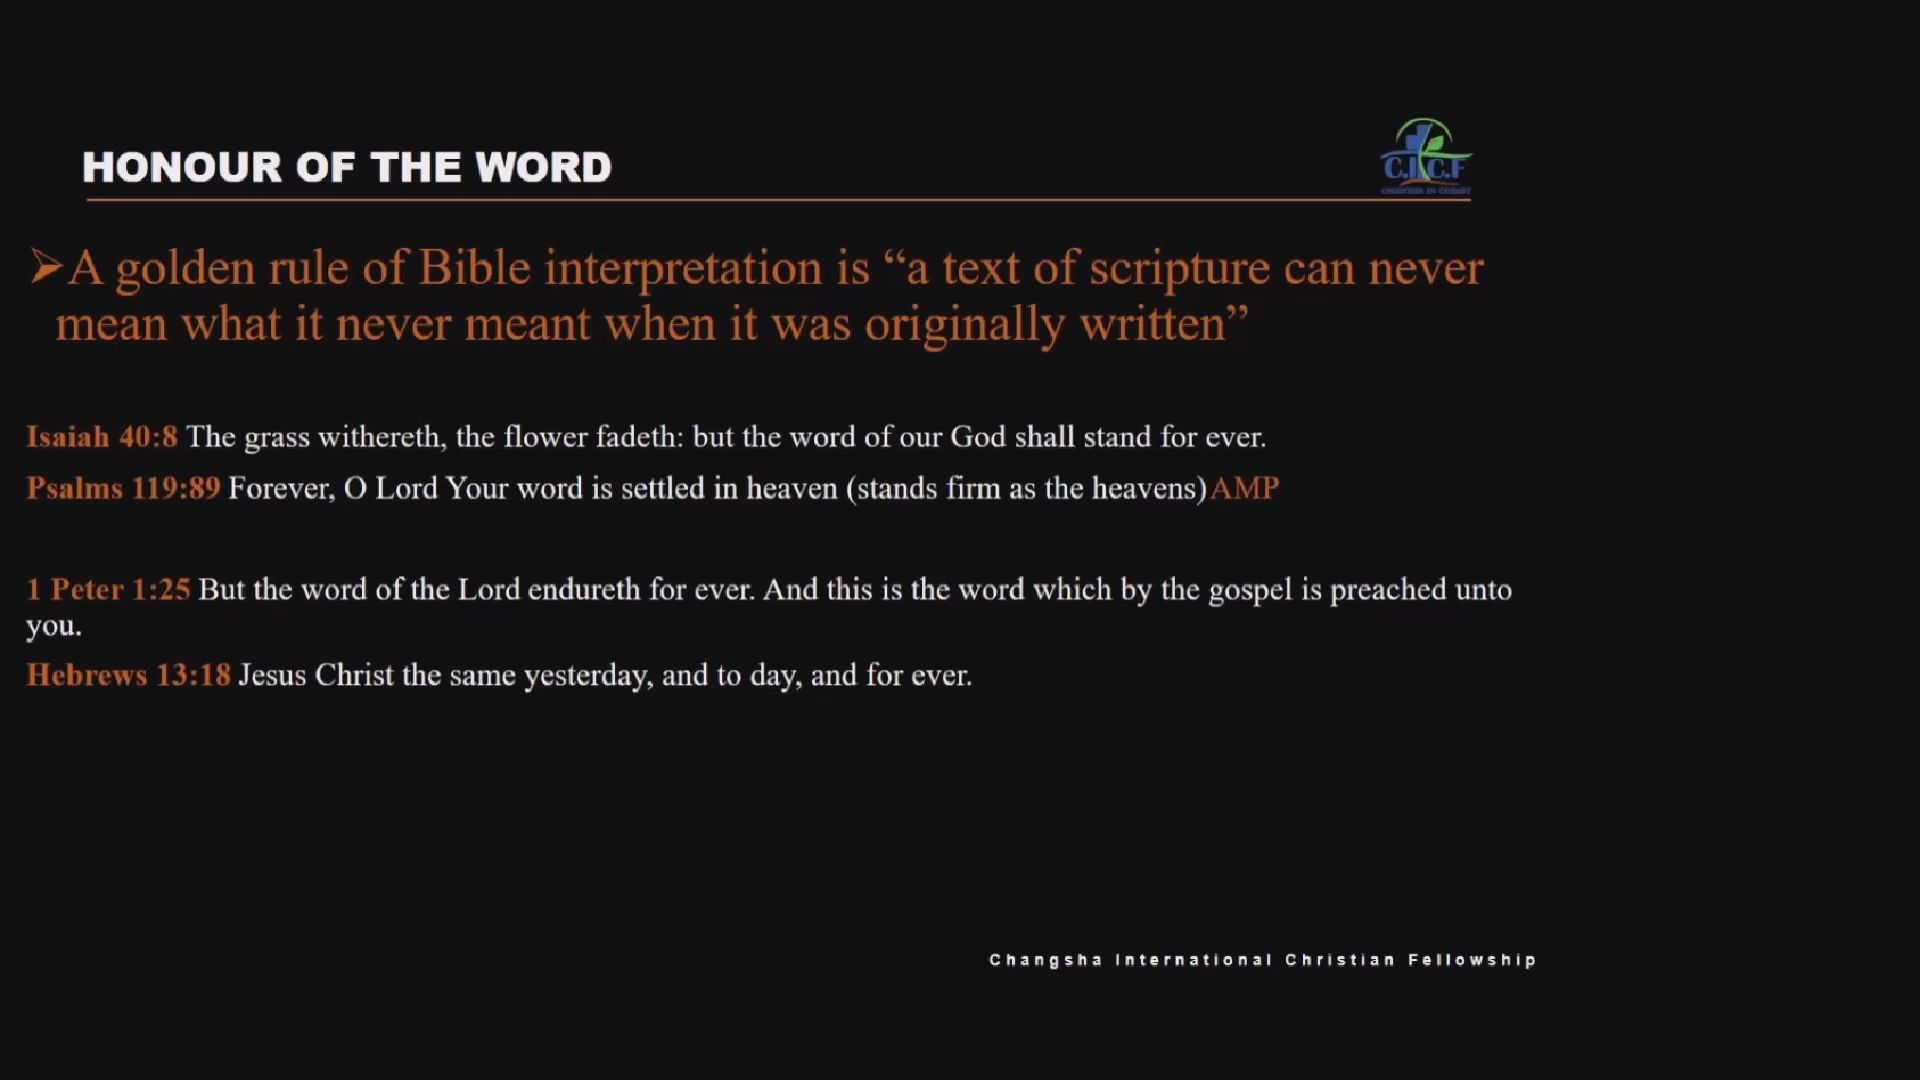 HONOUR OF THE WORD
C.I.C.F
➢A golden rule of Bible interpretation is “a text of scripture can never
mean what it never meant when it was originally written”
Isaiah 40:8 The grass withereth, the flower fadeth: but the word of our God shall stand for ever.
Psalms 119:89 Forever, O Lord Your word is settled in heaven (stands firm as the heavens)AMP
1 Peter 1:25 But the word of the Lord endureth for ever. And this is the word which by the gospel is preached unto
you.
Hebrews 13:18 Jesus Christ the same yesterday, and to day, and for ever.
Changsha International Christian Fellowship